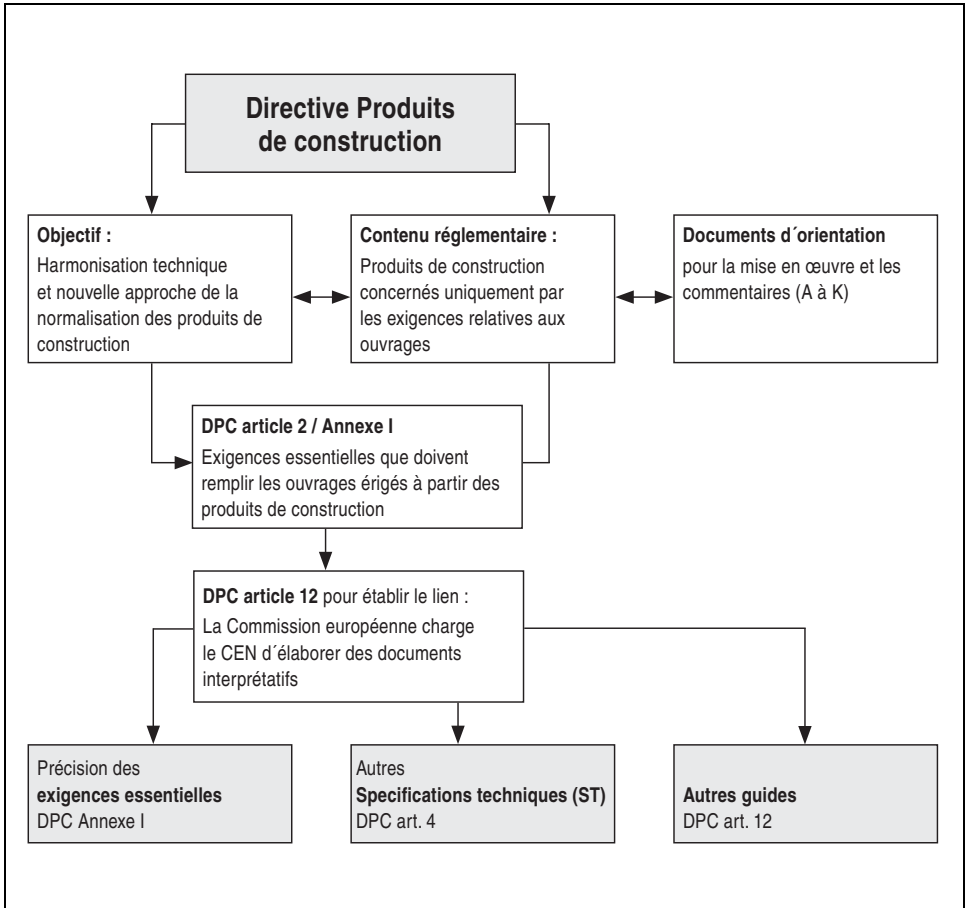 Directive Produits
de construction
Objectif :
Harmonisation technique
et nouvelle approche de la
normalisation des produits de
construction
Contenu réglementaire :
Produits de construction
concernés uniquement par
les exigences relatives aux
ouvrages
Documents d´orientation
pour la mise en œuvre et les
commentaires (A à K)
DPC article 2 / Annexe I
Exigences essentielles que doivent
remplir les ouvrages érigés à partir des
produits de construction
DPC article 12 pour établir le lien :
La Commission européenne charge
le CEN d´élaborer des documents
interprétatifs
Précision des
exigences essentielles
DPC Annexe I
Autres
Specifications techniques (ST)
DPC art. 4
Autres guides
DPC art. 12